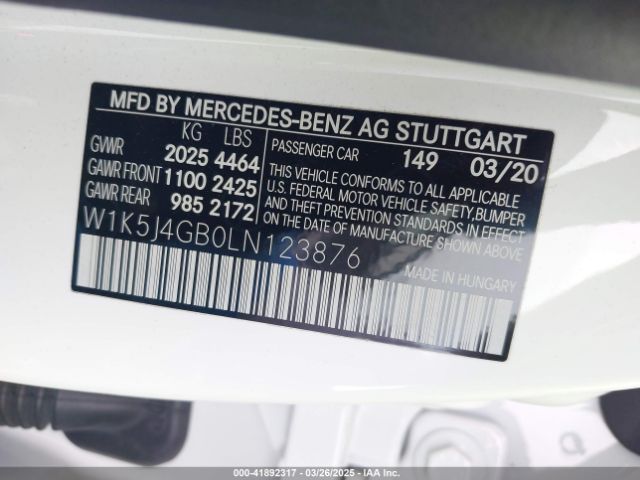 MFD BY MERCEDES-BENZ AG STUTTGART
KG LBS
GVWR 2025 4464
GAWR FRONT 1100 2425
GAWR REAR 985 2172
PASSENGER CAR 149 03/20
THIS VEHICLE CONFORMS TO ALL APPLICABLE
U.S. FEDERAL MOTOR VEHICLE SAFETY,BUMPER
AND THEFT PREVENTION STANDARDS IN EFFECT
ON THE DATE OF MANUFACTURE SHOWN ABOVE
W1K5J4GB0LN123876
MADE IN HUNGARY
000-41892317 | 03/26/2025 | IAA Inc.